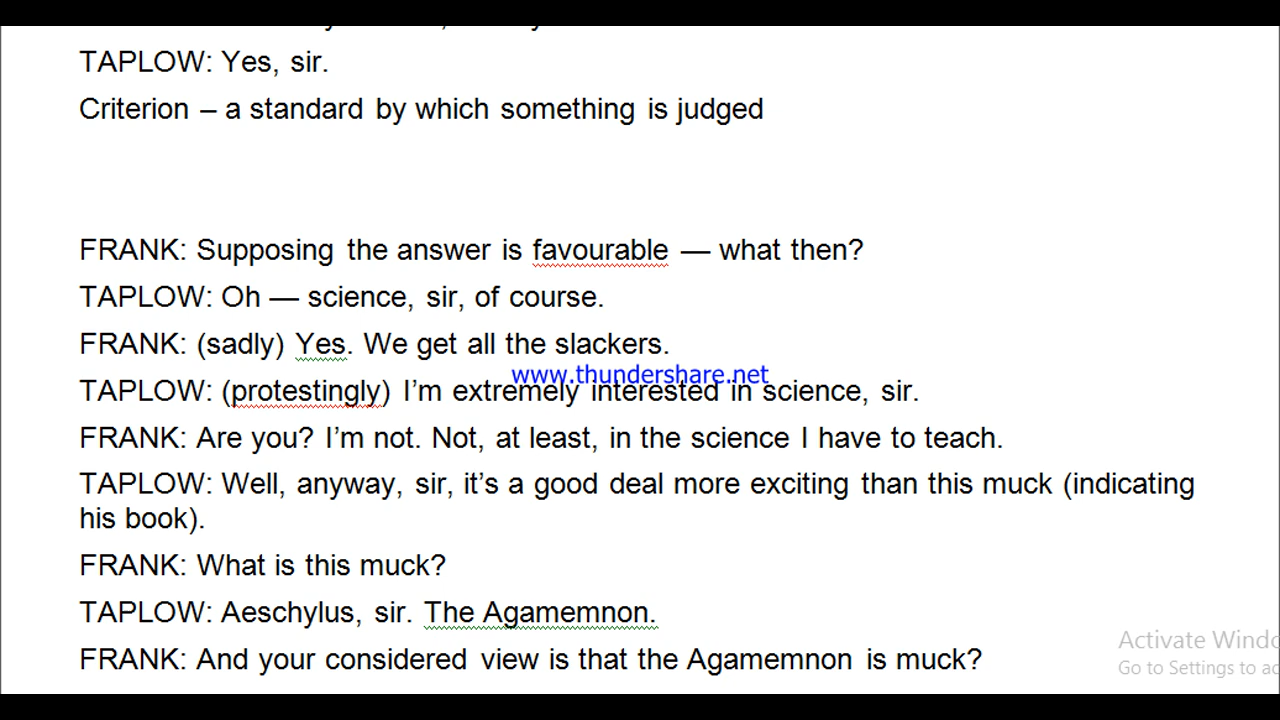 TAPLOW: Yes, sir.
Criterion – a standard by which something is judged
FRANK: Supposing the answer is favourable — what then?
TAPLOW: Oh — science, sir, of course.
FRANK: (sadly) Yes. We get all the slackers.
www.thundershare.net
TAPLOW: (protestingly) I’m extremely interested in science, sir.
FRANK: Are you? I’m not. Not, at least, in the science I have to teach.
TAPLOW: Well, anyway, sir, it’s a good deal more exciting than this muck (indicating
his book).
FRANK: What is this muck?
TAPLOW: Aeschylus, sir. The Agamemnon.
Activate Windo
FRANK: And your considered view is that the Agamemnon is muck?
Go to Settings to ac